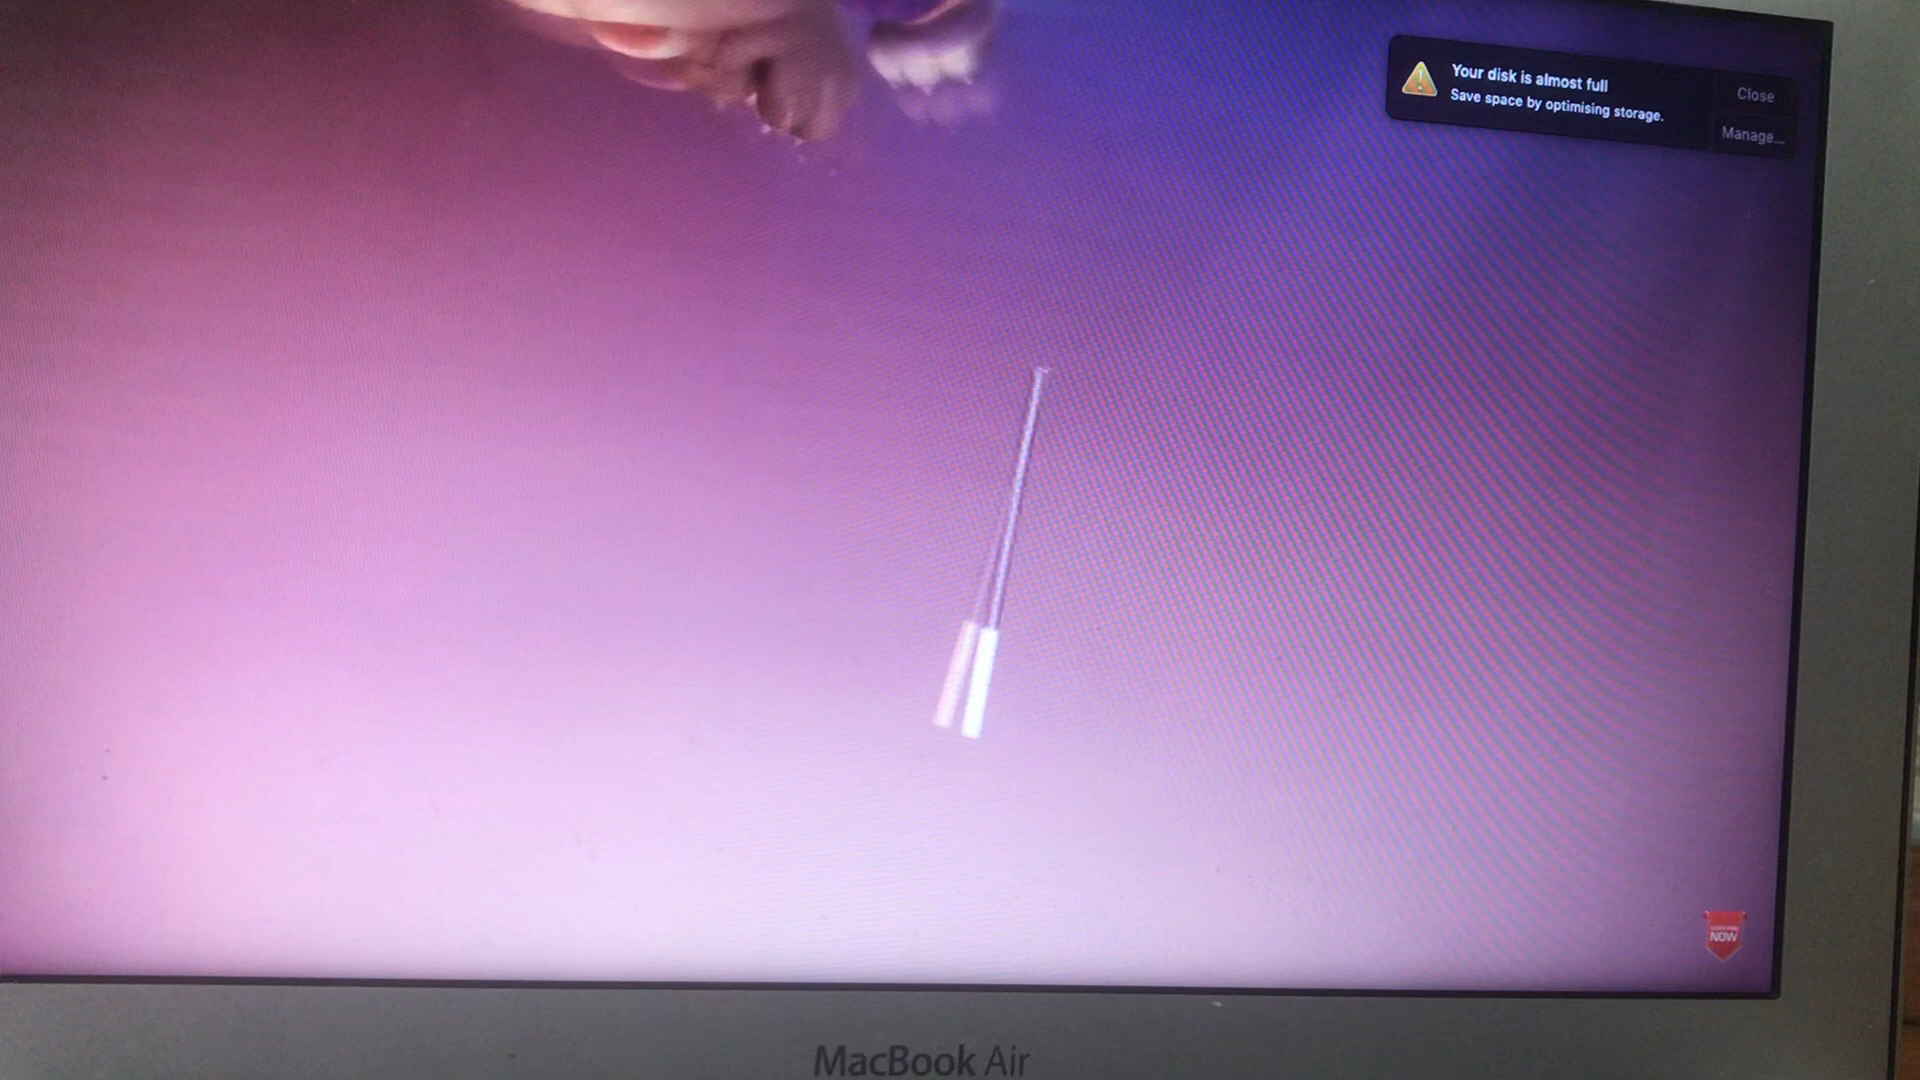 Your disk is almost full
Save space by optimising storage.
Close
Manage...
NOW
MacBook Air